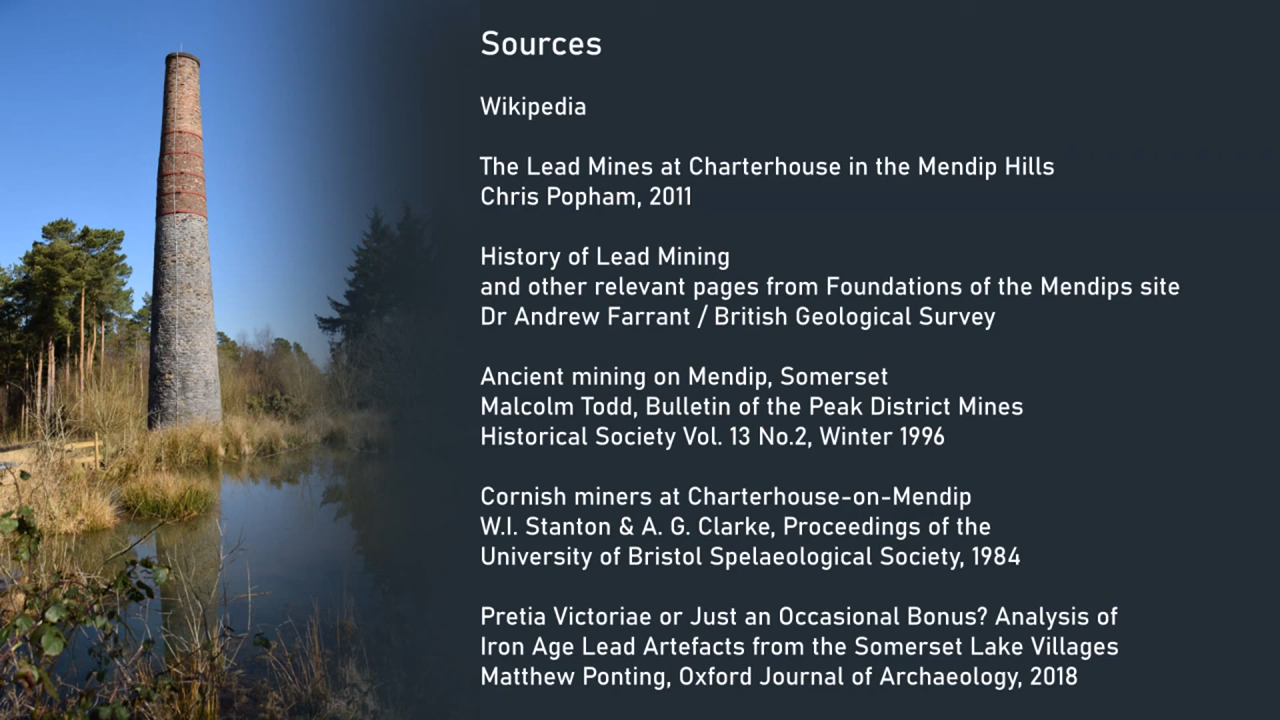 Sources
Wikipedia
The Lead Mines at Charterhouse in the Mendip Hills
Chris Popham, 2011
History of Lead Mining
and other relevant pages from Foundations of the Mendips site
Dr Andrew Farrant / British Geological Survey
Ancient mining on Mendip, Somerset
Malcolm Todd, Bulletin of the Peak District Mines
Historical Society Vol. 13 No.2, Winter 1996
Cornish miners at Charterhouse-on-Mendip
W.I. Stanton & A. G. Clarke, Proceedings of the
University of Bristol Spelaeological Society, 1984
Pretia Victoriae or Just an Occasional Bonus? Analysis of
Iron Age Lead Artefacts from the Somerset Lake Villages
Matthew Ponting, Oxford Journal of Archaeology, 2018